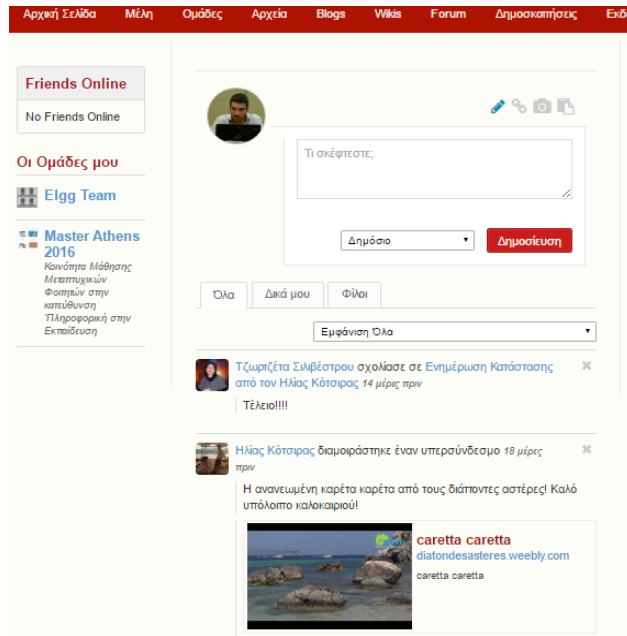 Αρχική Σελίδα Μέλη Ομάδες Αρχεία Blogs Wikis Forum Δημοσκοπήσεις Εκδ
Friends Online
No Friends Online
Οι Ομάδες μου
Elgg Team
Master Athens
2016
Κοινότητα Μάθησης
Μεταπτυχικών
Φοιτητών στην
κατεύθυνση
'Πληροφορική στην
Εκπαίδευση
Τι σκέφτεστε;
Δημόσιο
Δημοσίευση
Όλα Δικά μου Φίλοι
Εμφάνιση Όλα
Τζωρτζέτα Σιλιβέστρου σχολίασε σε Ενημέρωση Κατάστασης
από τον Ηλίας Κότσιρας 14 μέρες πριν
Τέλειο!!!!
Ηλίας Κότσιρας διαμοιράστηκε έναν υπερσύνδεσμο 18 μέρες
πριν
Η ανανεωμένη καρέτα καρέτα από τους διάττοντες αστέρες! Καλό
υπόλοιπο καλοκαιριού!
caretta caretta
diatondesasteres.weebly.com
caretta caretta